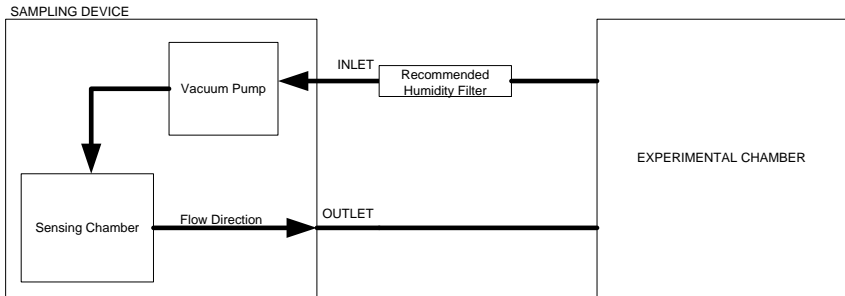 SAMPLING DEVICE
INLET
Recommended
Humidity Filter
Vacuum Pump
EXPERIMENTAL CHAMBER
Sensing Chamber
Flow Direction
OUTLET